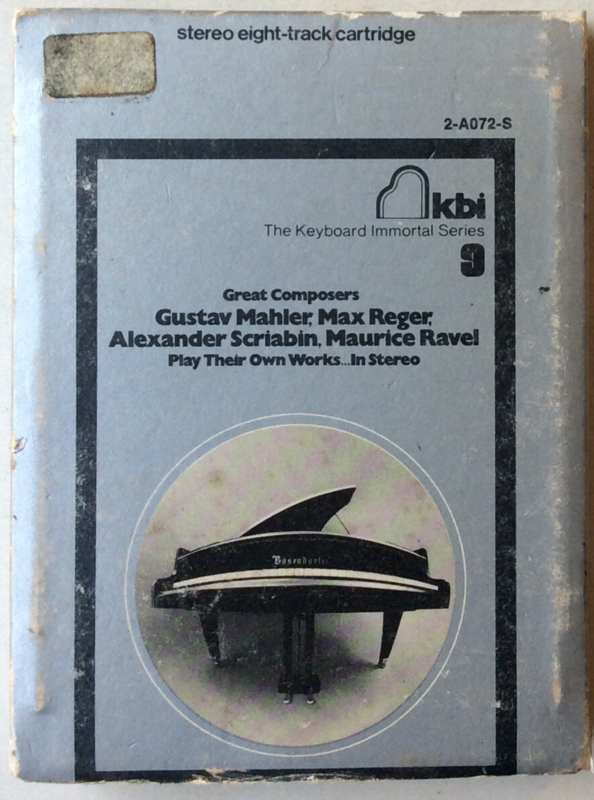 stereo eight-track cartridge
2-A072-S
kbi
The Keyboard Immortal Series
9
Great Composers
Gustav Mahler, Max Reger,
Alexander Scriabin, Maurice Ravel
Play Their Own Works...In Stereo
Bösendorfer